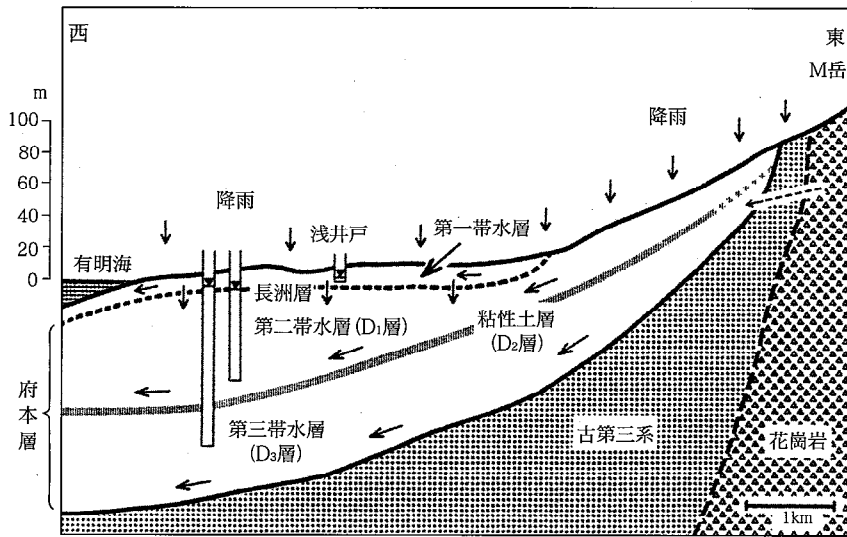 西
東
M岳
m
100
80
60
40
20
0
降雨
降雨
浅井戸
第一帯水層
有明海
長洲層
第二帯水層(D₁層)
粘性土層
(D₂層)
府本層
第三帯水層
(D₃層)
古第三系
花崗岩
1km